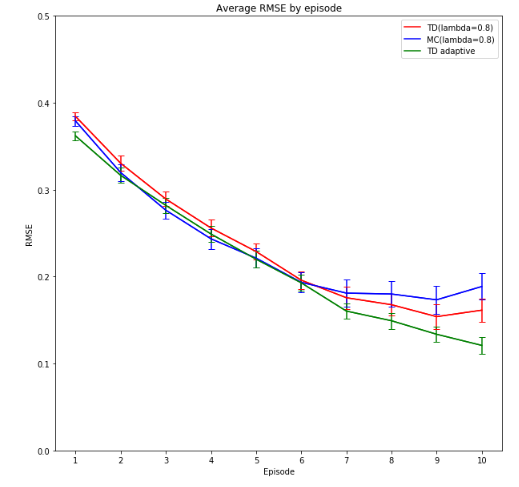 Average RMSE by episode
TD(lambda=0.8)
MC(lambda=0.8)
TD adaptive
0.5
0.4
0.3
0.2
0.1
0.0
RMSE
1 2 3 4 5 6 7 8 9 10
Episode